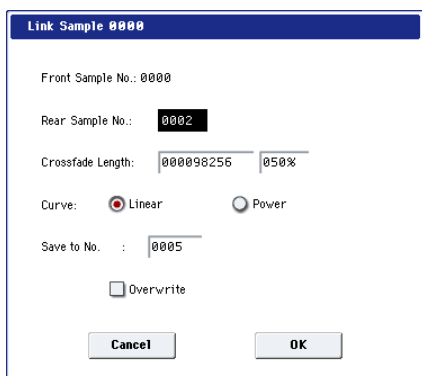 Link Sample 0000
Front Sample No.: 0000
Rear Sample No.: 0002
Crossfade Length: 000098256 050%
Curve: Linear Power
Save to No. : 0005
Overwrite
Cancel OK